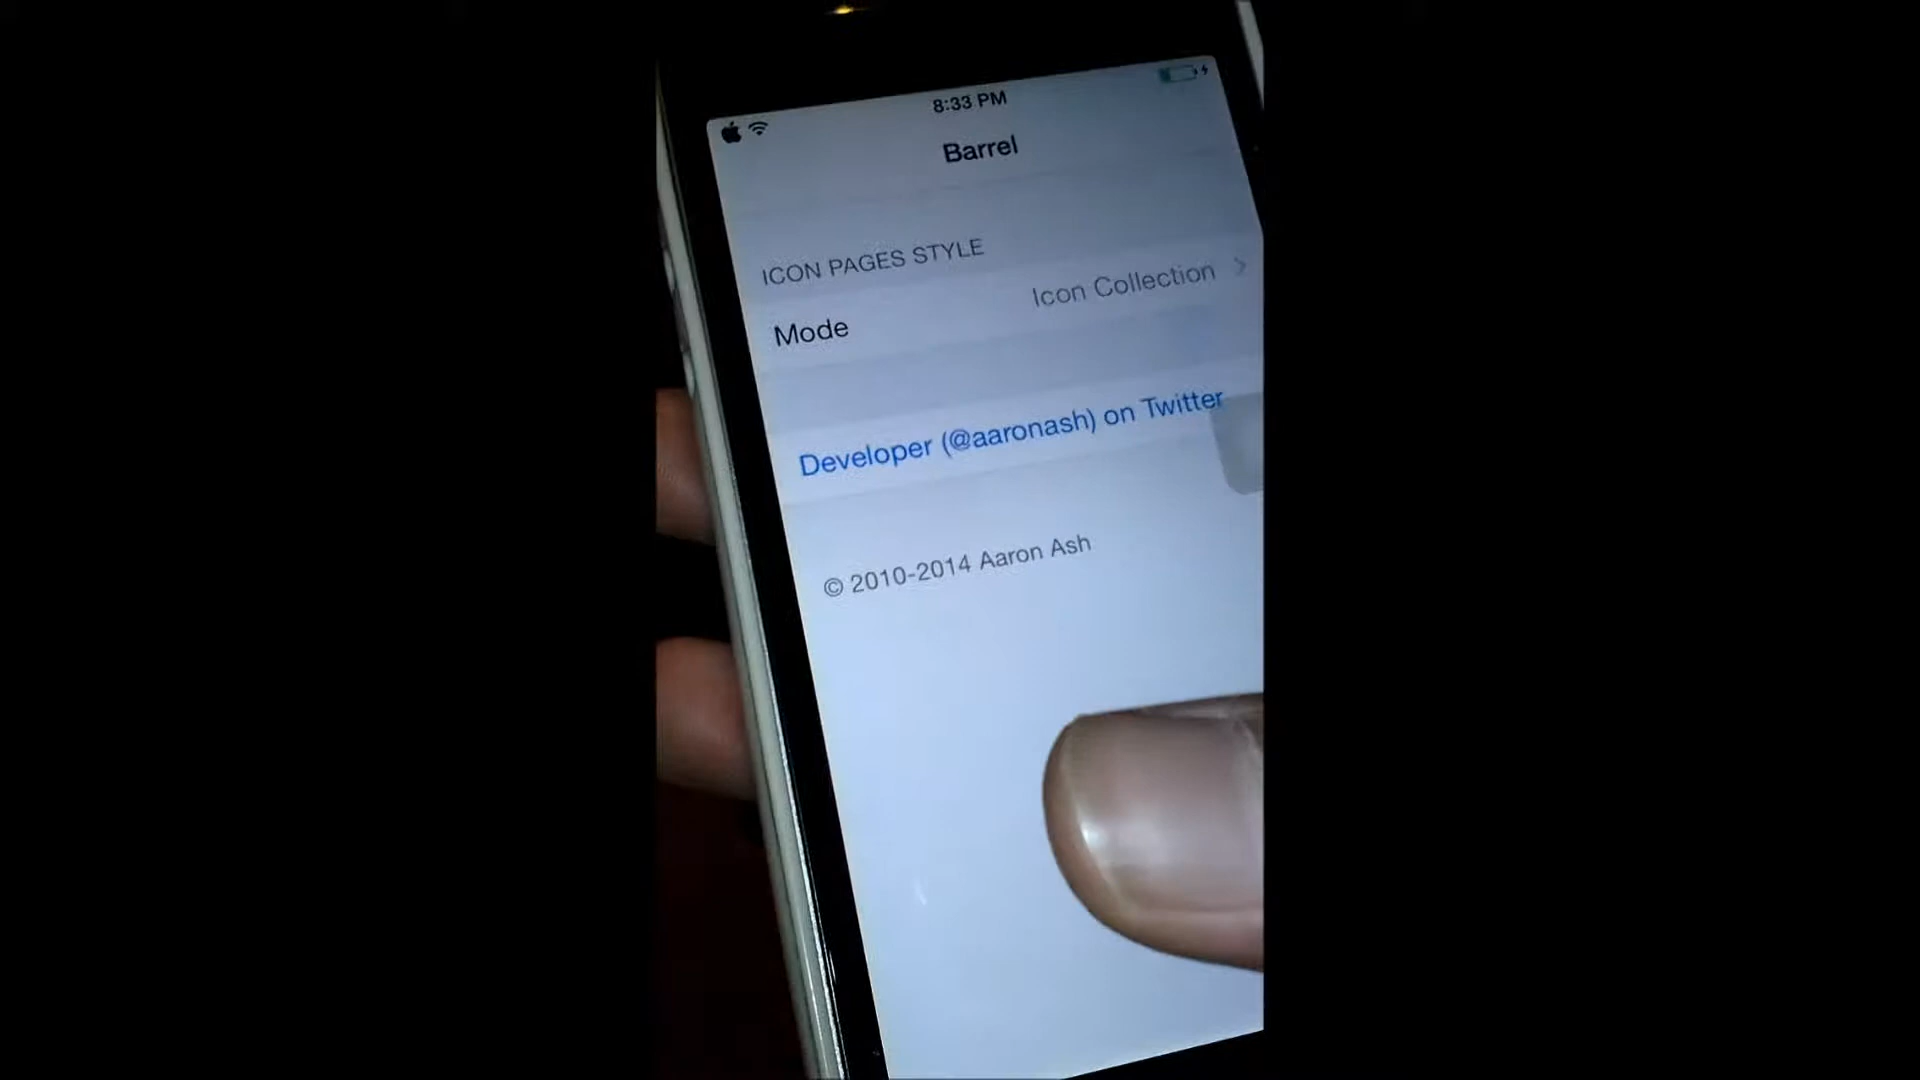 8:33 PM
Barrel
ICON PAGES STYLE
Mode Icon Collection
Developer (@aaronash) on Twitter
© 2010-2014 Aaron Ash